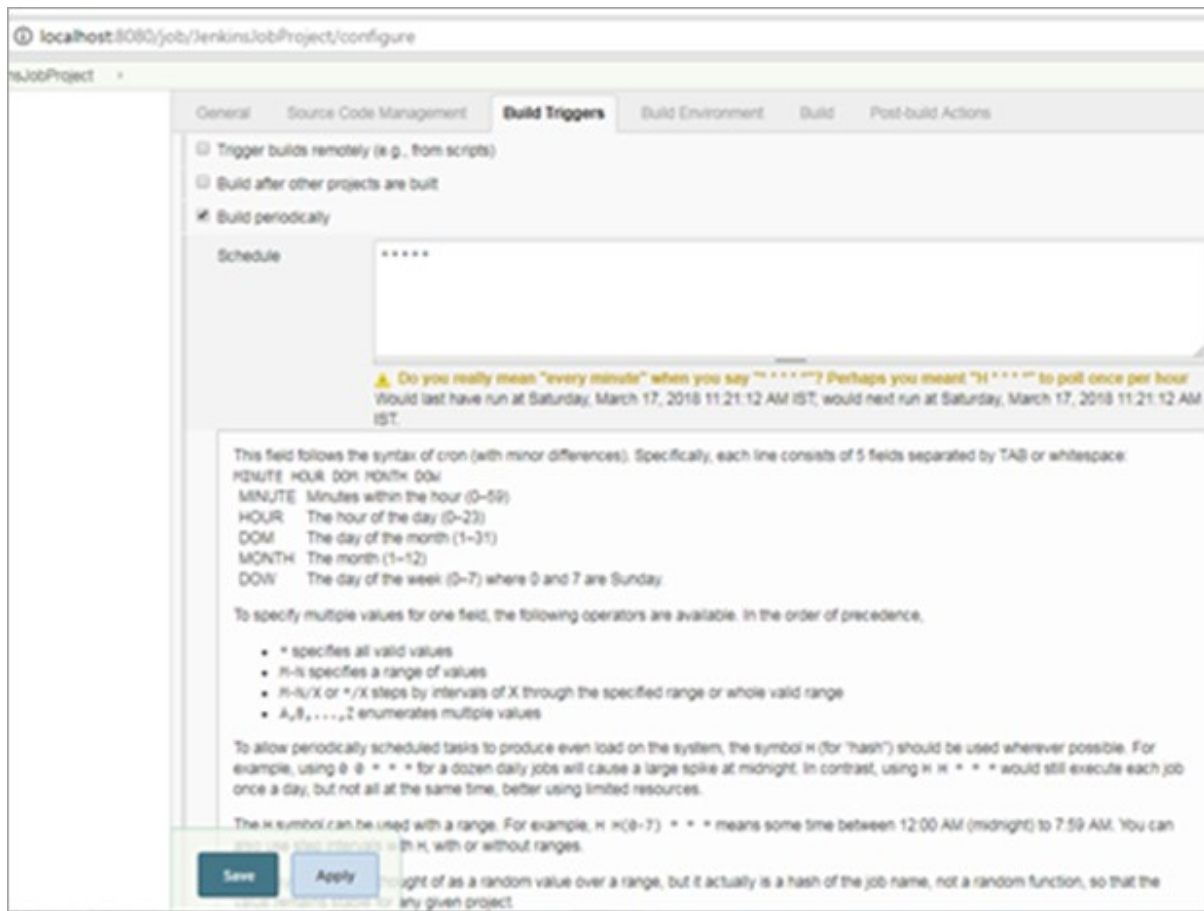 localhost:8080/job/JenkinsJobProject/configure
nsJobProject
General Source Code Management Build Triggers Build Environment Build Post-build Actions
Trigger builds remotely (e.g., from scripts)
Build after other projects are built
Build periodically
Schedule * * * * *
Do you really mean "every minute" when you say "* * * * *"? Perhaps you meant "H * * * *" to poll once per hour
Would last have run at Saturday, March 17, 2018 11:21:12 AM IST; would next run at Saturday, March 17, 2018 11:21:12 AM
IST.
This field follows the syntax of cron (with minor differences). Specifically, each line consists of 5 fields separated by TAB or whitespace:
MINUTE HOUR DOM MONTH DOW
MINUTE Minutes within the hour (0–59)
HOUR The hour of the day (0–23)
DOM The day of the month (1–31)
MONTH The month (1–12)
DOW The day of the week (0–7) where 0 and 7 are Sunday.
To specify multiple values for one field, the following operators are available. In the order of precedence,
* specifies all valid values
M-N specifies a range of values
M-N/X or */X steps by intervals of X through the specified range or whole valid range
A,B,...,Z enumerates multiple values
To allow periodically scheduled tasks to produce even load on the system, the symbol H (for "hash") should be used wherever possible. For
example, using 0 0 * * * for a dozen daily jobs will cause a large spike at midnight. In contrast, using H H * * * would still execute each job
once a day, but not all at the same time, better using limited resources.
The H symbol can be used with a range. For example, H H(0-7) * * * means some time between 12:00 AM (midnight) to 7:59 AM. You can
also use step intervals with H, with or without ranges.
Save Apply
ught of as a random value over a range, but it actually is a hash of the job name, not a random function, so that the
value remains stable for any given project.